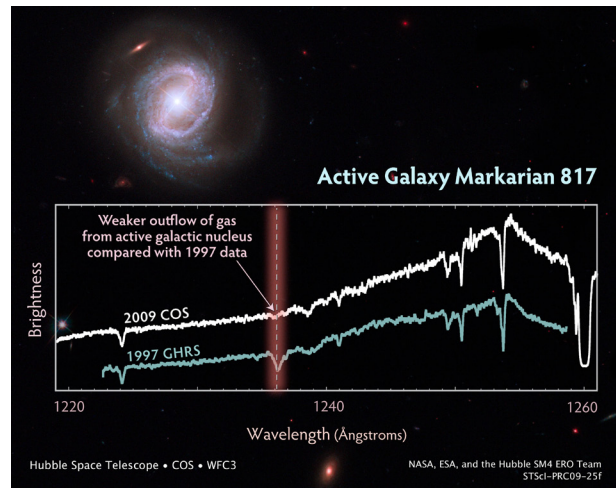 Active Galaxy Markarian 817
Weaker outflow of gas
from active galactic nucleus
compared with 1997 data
Brightness
2009 COS
1997 GHRS
1220
1240
1260
Wavelength (Ångstroms)
Hubble Space Telescope • COS • WFC3
NASA, ESA, and the Hubble SM4 ERO Team
STScI-PRC09-25f